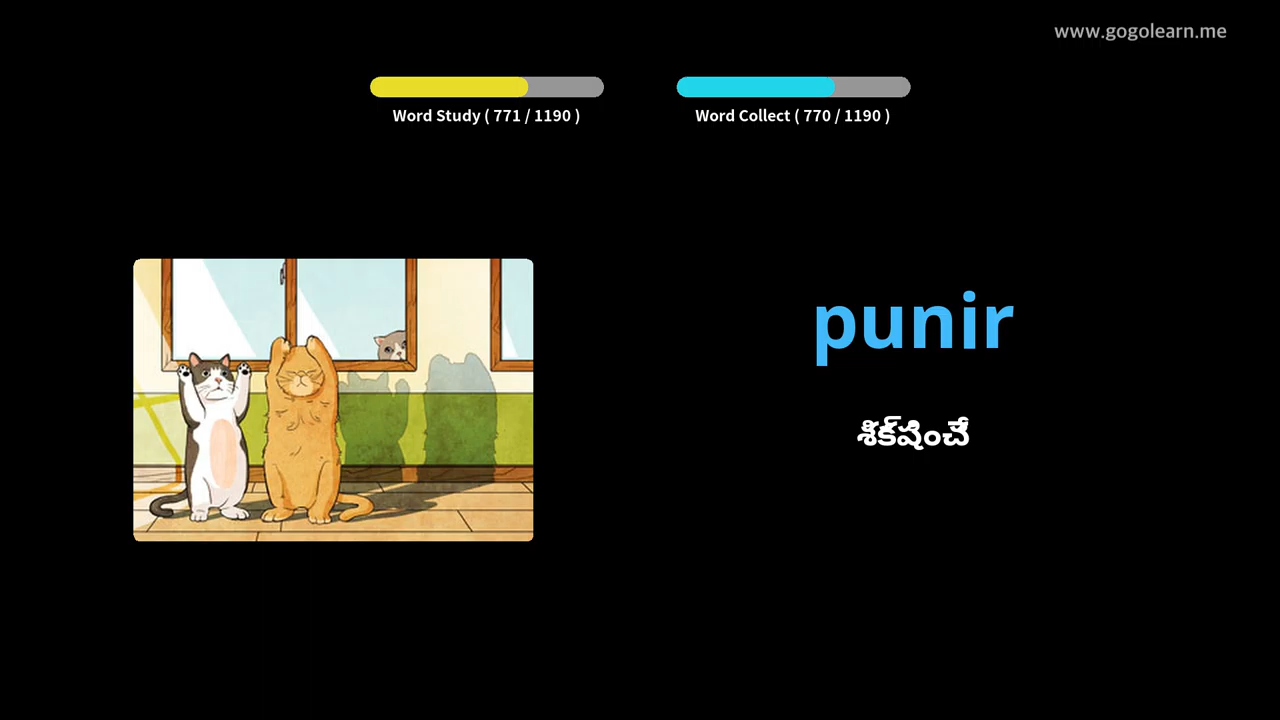 www.gogolearn.me
Word Study ( 771 / 1190 )
Word Collect ( 770 / 1190 )
punir
శిక్‌షించే